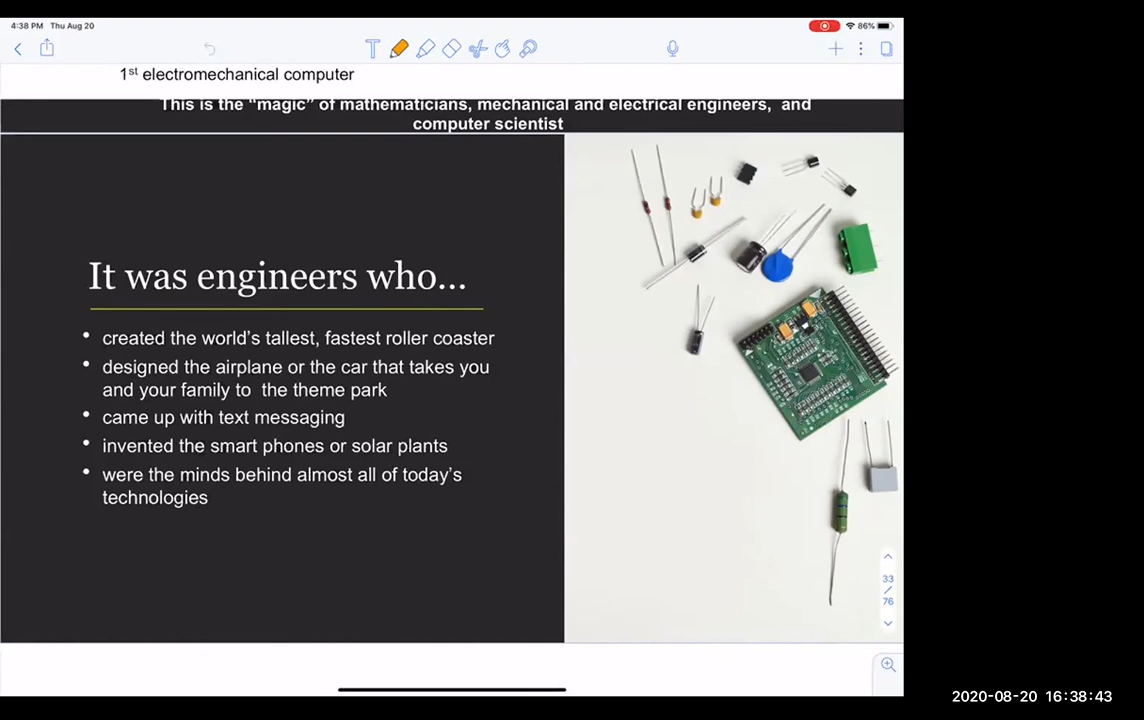 4:38 PM Thu Aug 20
86%
T
1st electromechanical computer
This is the “magic” of mathematicians, mechanical and electrical engineers, and
computer scientist
It was engineers who...
• created the world’s tallest, fastest roller coaster
• designed the airplane or the car that takes you
and your family to the theme park
• came up with text messaging
• invented the smart phones or solar plants
• were the minds behind almost all of today’s
technologies
33
/
76
2020-08-20 16:38:43